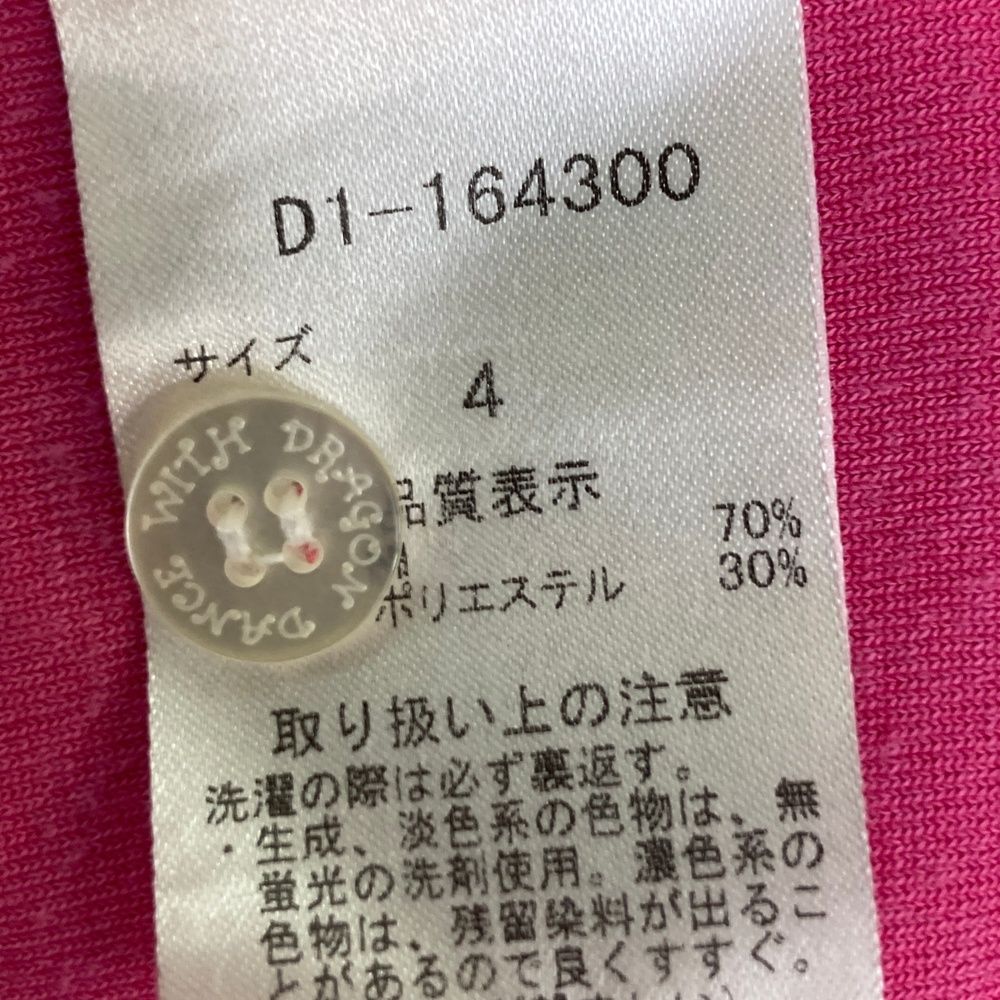 D1-164300
サイズ
4
DANCE WITH DRAGON
品質表示
70%
ポリエステル 30%
取り扱い上の注意
洗濯の際は必ず裏返す。
・生成、淡色系の色物は、無
蛍光の洗剤使用。濃色系の
色物は、残留染料が出るこ
とがあるので良くすすぐ。